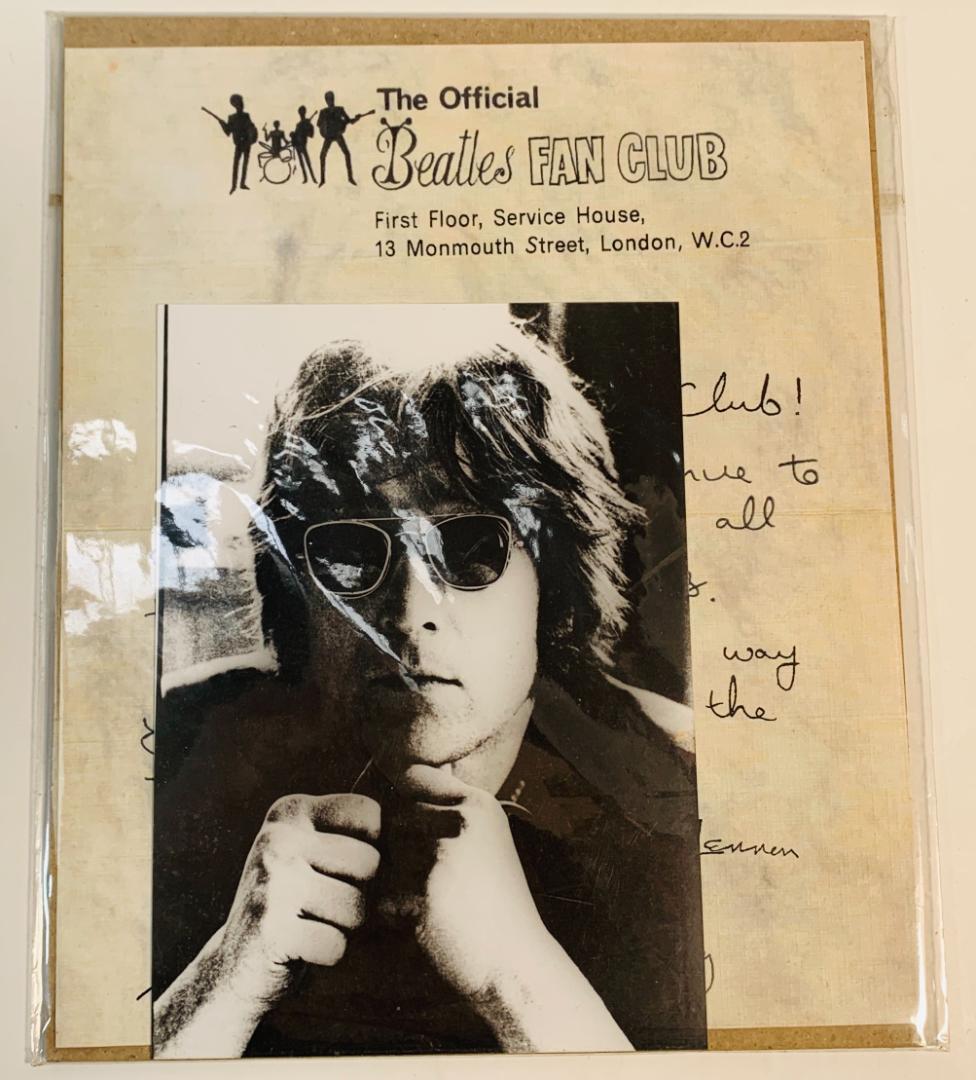 The Official
Beatles FAN CLUB
First Floor, Service House,
13 Monmouth Street, London, W.C.2
Club!
to
all
way
the
Lennon